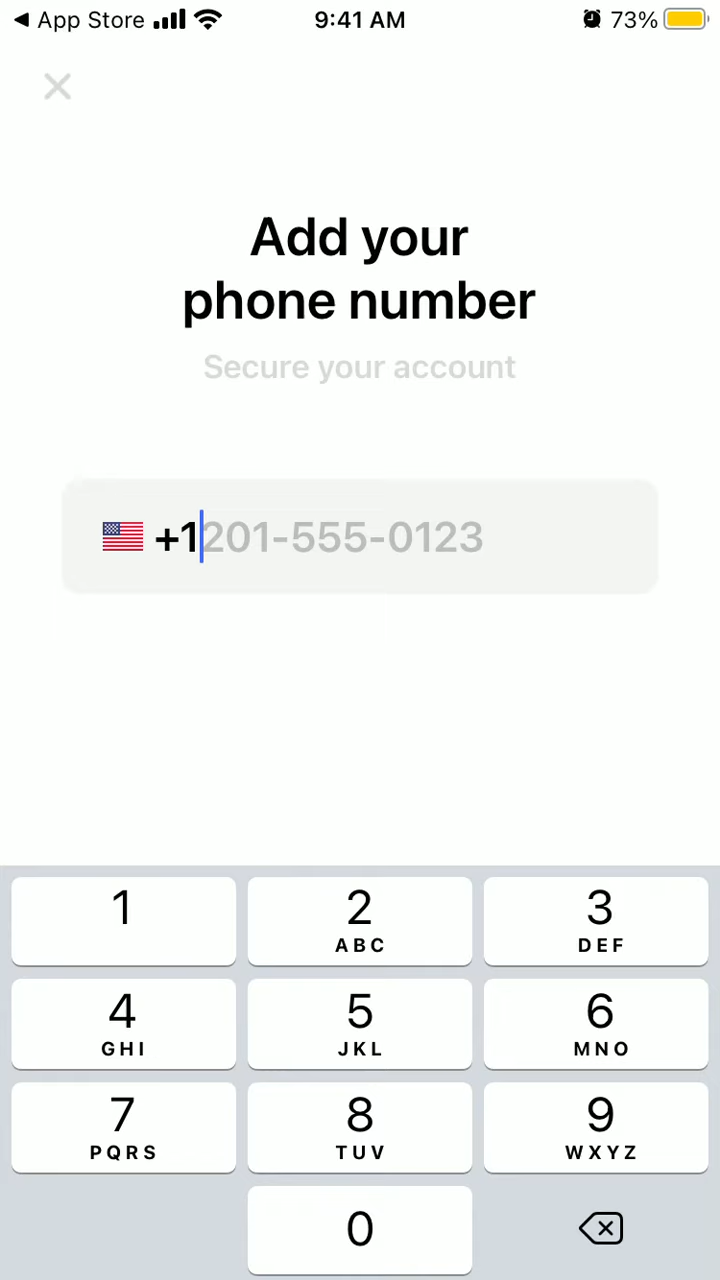 App Store 9:41 AM 73%
Add your
phone number
Secure your account
+1 201-555-0123
1 2 3
ABC DEF
4 5 6
GHI JKL MNO
7 8 9
PQRS TUV WXYZ
0